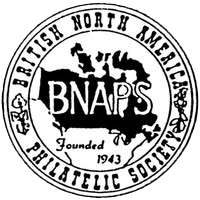 BRITISH NORTH AMERICA
BNAPS
Founded
1943
PHILATELIC SOCIETY